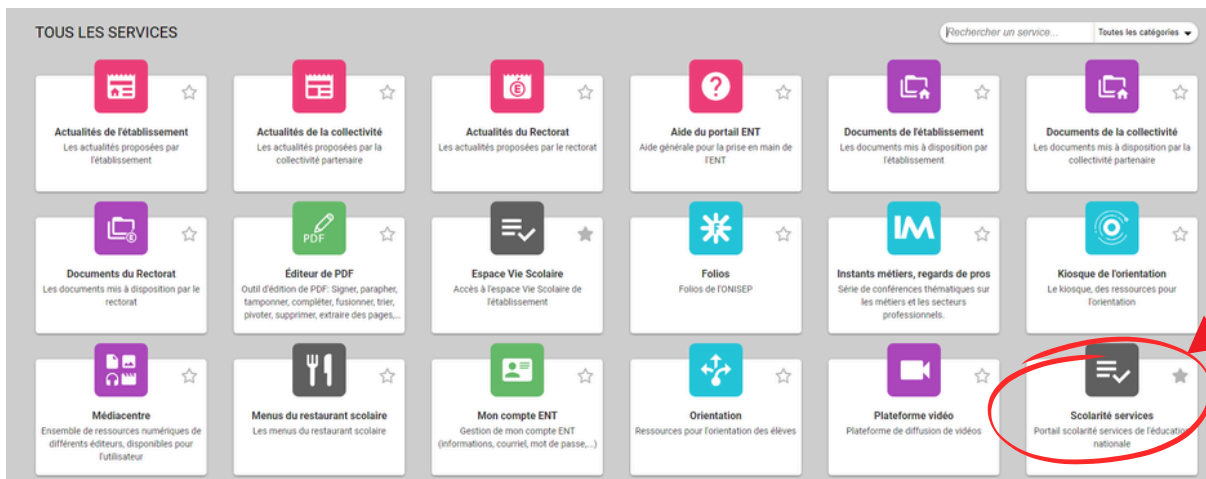 TOUS LES SERVICES
Rechercher un service...
Toutes les catégories
Actualités de l'établissement
Les actualités proposées par
l'établissement
Actualités de la collectivité
Les actualités proposées par la
collectivité partenaire
É
Actualités du Rectorat
Les actualités proposées par le rectorat
?
Aide du portail ENT
Aide générale pour la prise en main de
l'ENT
Documents de l'établissement
Les documents mis à disposition par
l'établissement
Documents de la collectivité
Les documents mis à disposition par la
collectivité partenaire
Documents du Rectorat
Les documents mis à disposition par le
rectorat
PDF
Éditeur de PDF
Outil d'édition de PDF: Signer, parapher,
tamponner, compléter, fusionner, trier,
pivoter, supprimer, extraire des pages,...
Espace Vie Scolaire
Accès à l'espace Vie Scolaire de
l'établissement
F
Folios
Folios de l'ONISEP
IM
Instants métiers, regards de pros
Série de conférences thématiques sur
les métiers et les secteurs
professionnels.
Kiosque de l'orientation
Le kiosque, des ressources pour
l'orientation
Médiacentre
Ensemble de ressources numériques de
différents éditeurs, disponibles pour
l'utilisateur
Menus du restaurant scolaire
Les menus du restaurant scolaire
Mon compte ENT
Gestion de mon compte ENT
(informations, courriel, mot de passe,...)
Orientation
Ressources pour l'orientation des élèves
Plateforme vidéo
Plateforme de diffusion de vidéos
Scolarité services
Portail scolarité services de l'éducation
nationale